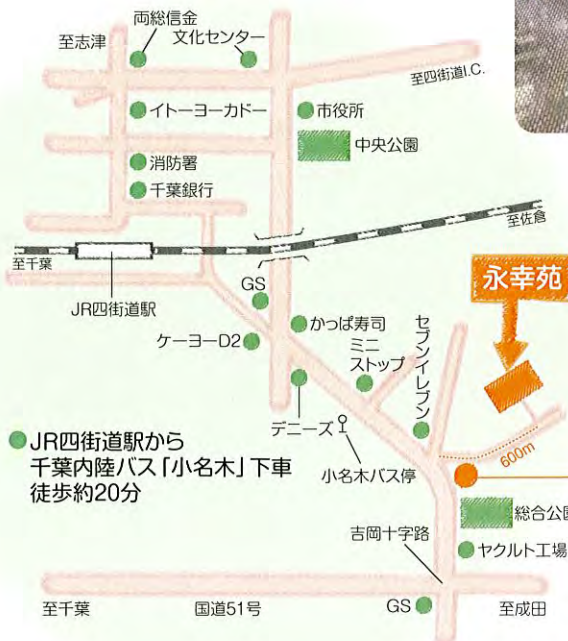 両総信金
至志津
文化センター
至四街道I.C.
イトーヨーカドー
市役所
中央公園
消防署
千葉銀行
至佐倉
至千葉
JR四街道駅
永幸苑
GS
かっぱ寿司
ケーヨーD2
ミニ
ストップ
セブンイレブン
デニーズ
小名木バス停
600m
JR四街道駅から
千葉内陸バス「小名木」下車
徒歩約20分
総合公園
吉岡十字路
ヤクルト工場
至千葉
国道51号
GS
至成田